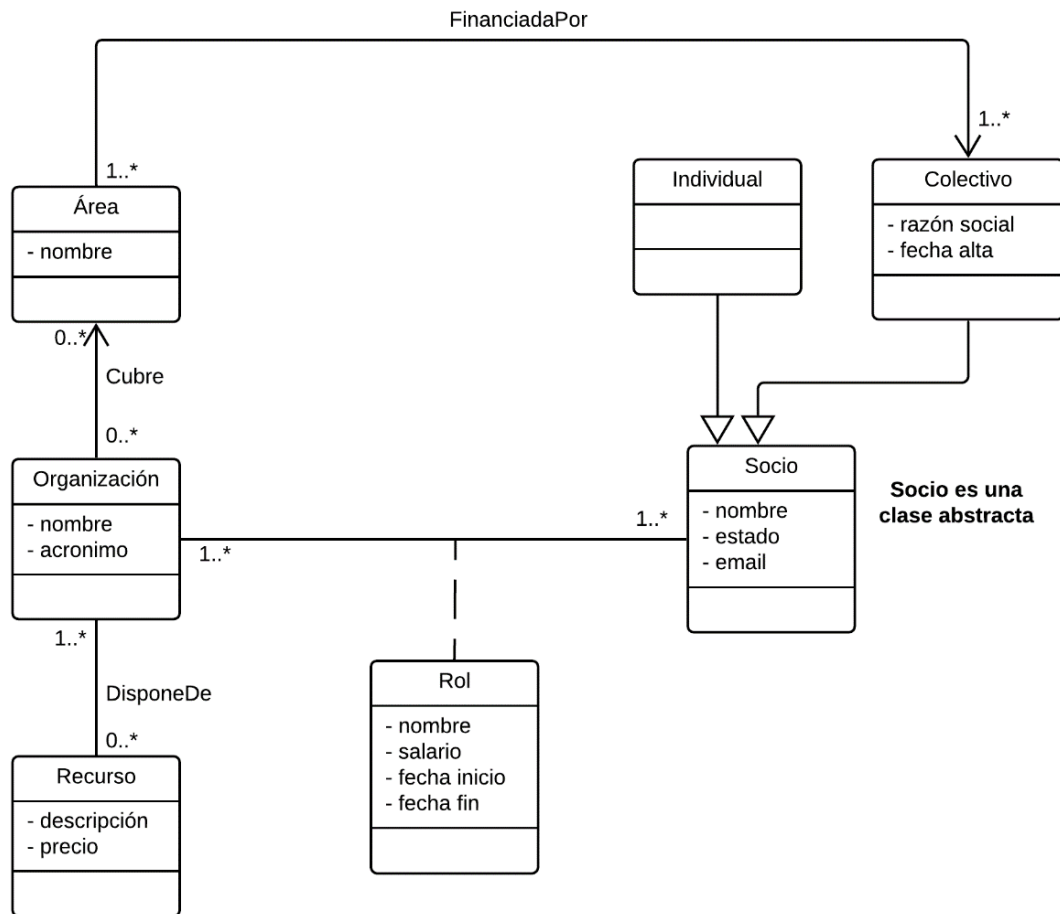 FinanciadaPor
1..*
1..*
Área
- nombre
Individual
Colectivo
- razón social
- fecha alta
0..*
Cubre
0..*
Organización
- nombre
- acronimo
1..*
1..*
Socio
- nombre
- estado
- email
Socio es una
clase abstracta
1..*
DisponeDe
0..*
Rol
- nombre
- salario
- fecha inicio
- fecha fin
Recurso
- descripción
- precio